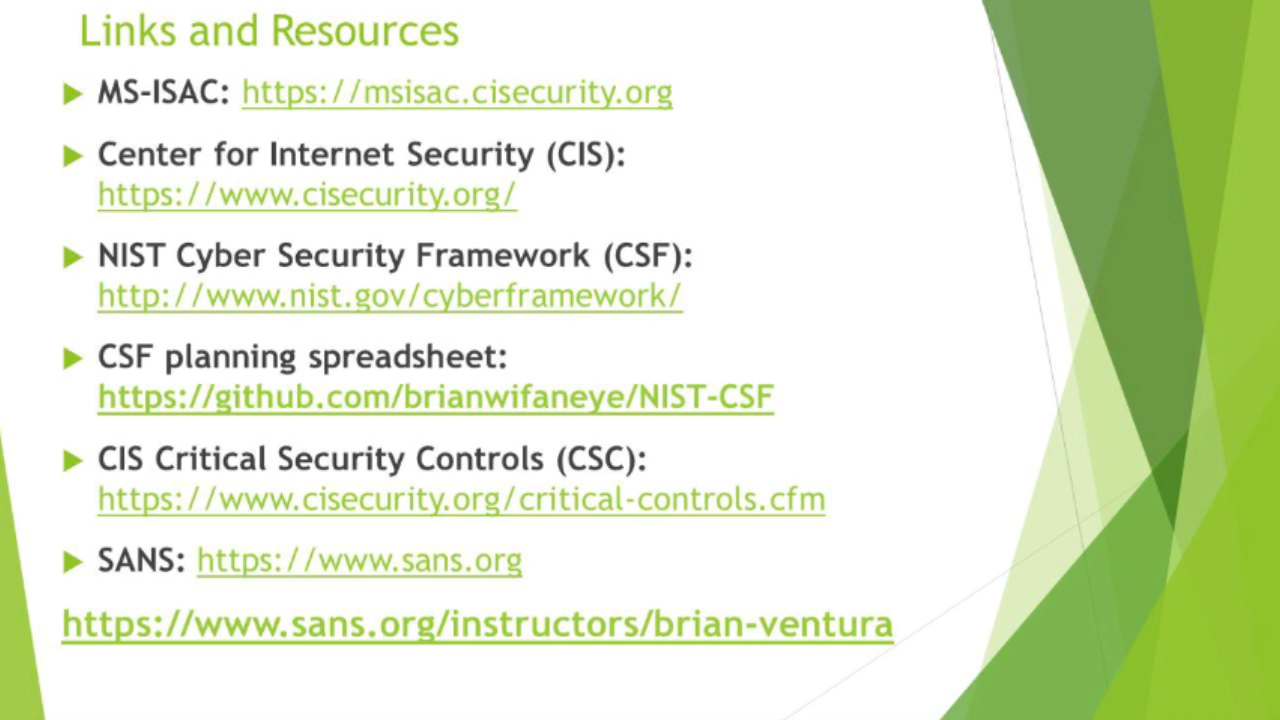 Links and Resources
MS-ISAC: https://msisac.cisecurity.org
Center for Internet Security (CIS):
https://www.cisecurity.org/
NIST Cyber Security Framework (CSF):
http://www.nist.gov/cyberframework/
CSF planning spreadsheet:
https://github.com/brianwifaneye/NIST-CSF
CIS Critical Security Controls (CSC):
https://www.cisecurity.org/critical-controls.cfm
SANS: https://www.sans.org
https://www.sans.org/instructors/brian-ventura